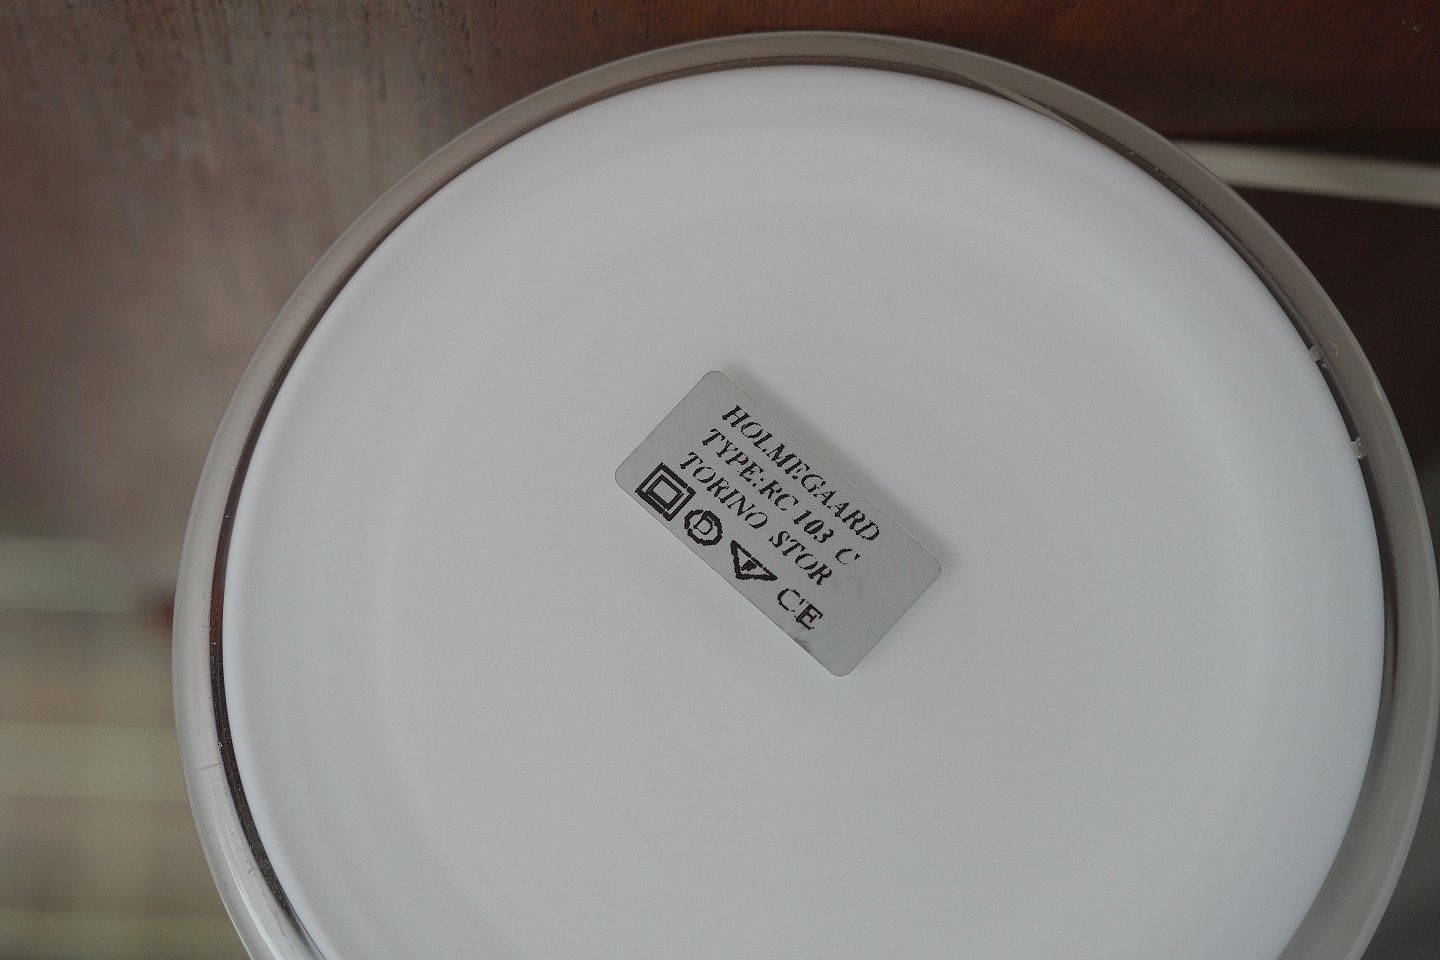 HOLMEGAARD
TYPE:RC 103 C
TORINO STOR
D F CE